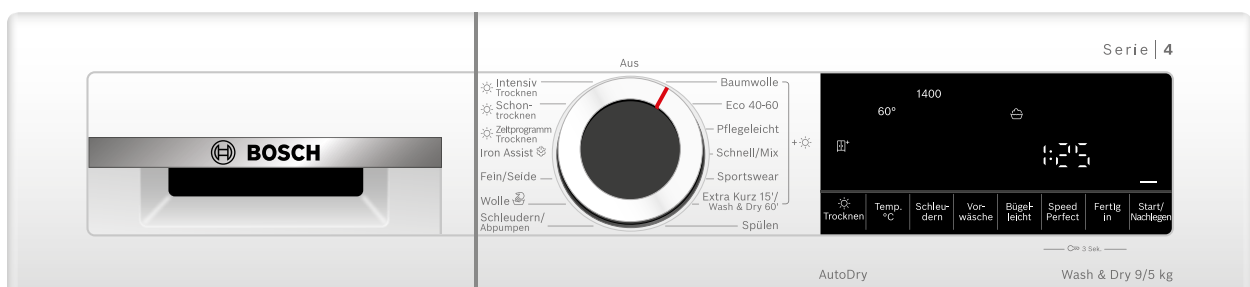 Serie | 4
Aus
Intensiv
Trocknen
Schon-
trocknen
Zeitprogramm
Trocknen
Iron Assist
Fein/Seide
Wolle
Schleudern/
Abpumpen
Baumwolle
Eco 40-60
Pflegeleicht
Schnell/Mix
Sportswear
Extra Kurz 15'/
Wash & Dry 60'
Spülen
+
BOSCH
1400
60°
1:25
Trocknen
Temp.
°C
Schleu-
dern
Vor-
wäsche
Bügel-
leicht
Speed
Perfect
Fertig
in
Start/
Nachlegen
3 Sek.
AutoDry
Wash & Dry 9/5 kg